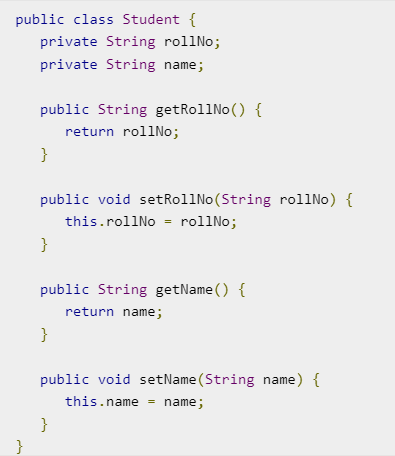 public class Student {
private String rollNo;
private String name;
public String getRollNo() {
return rollNo;
}
public void setRollNo(String rollNo) {
this.rollNo = rollNo;
}
public String getName() {
return name;
}
public void setName(String name) {
this.name = name;
}
}